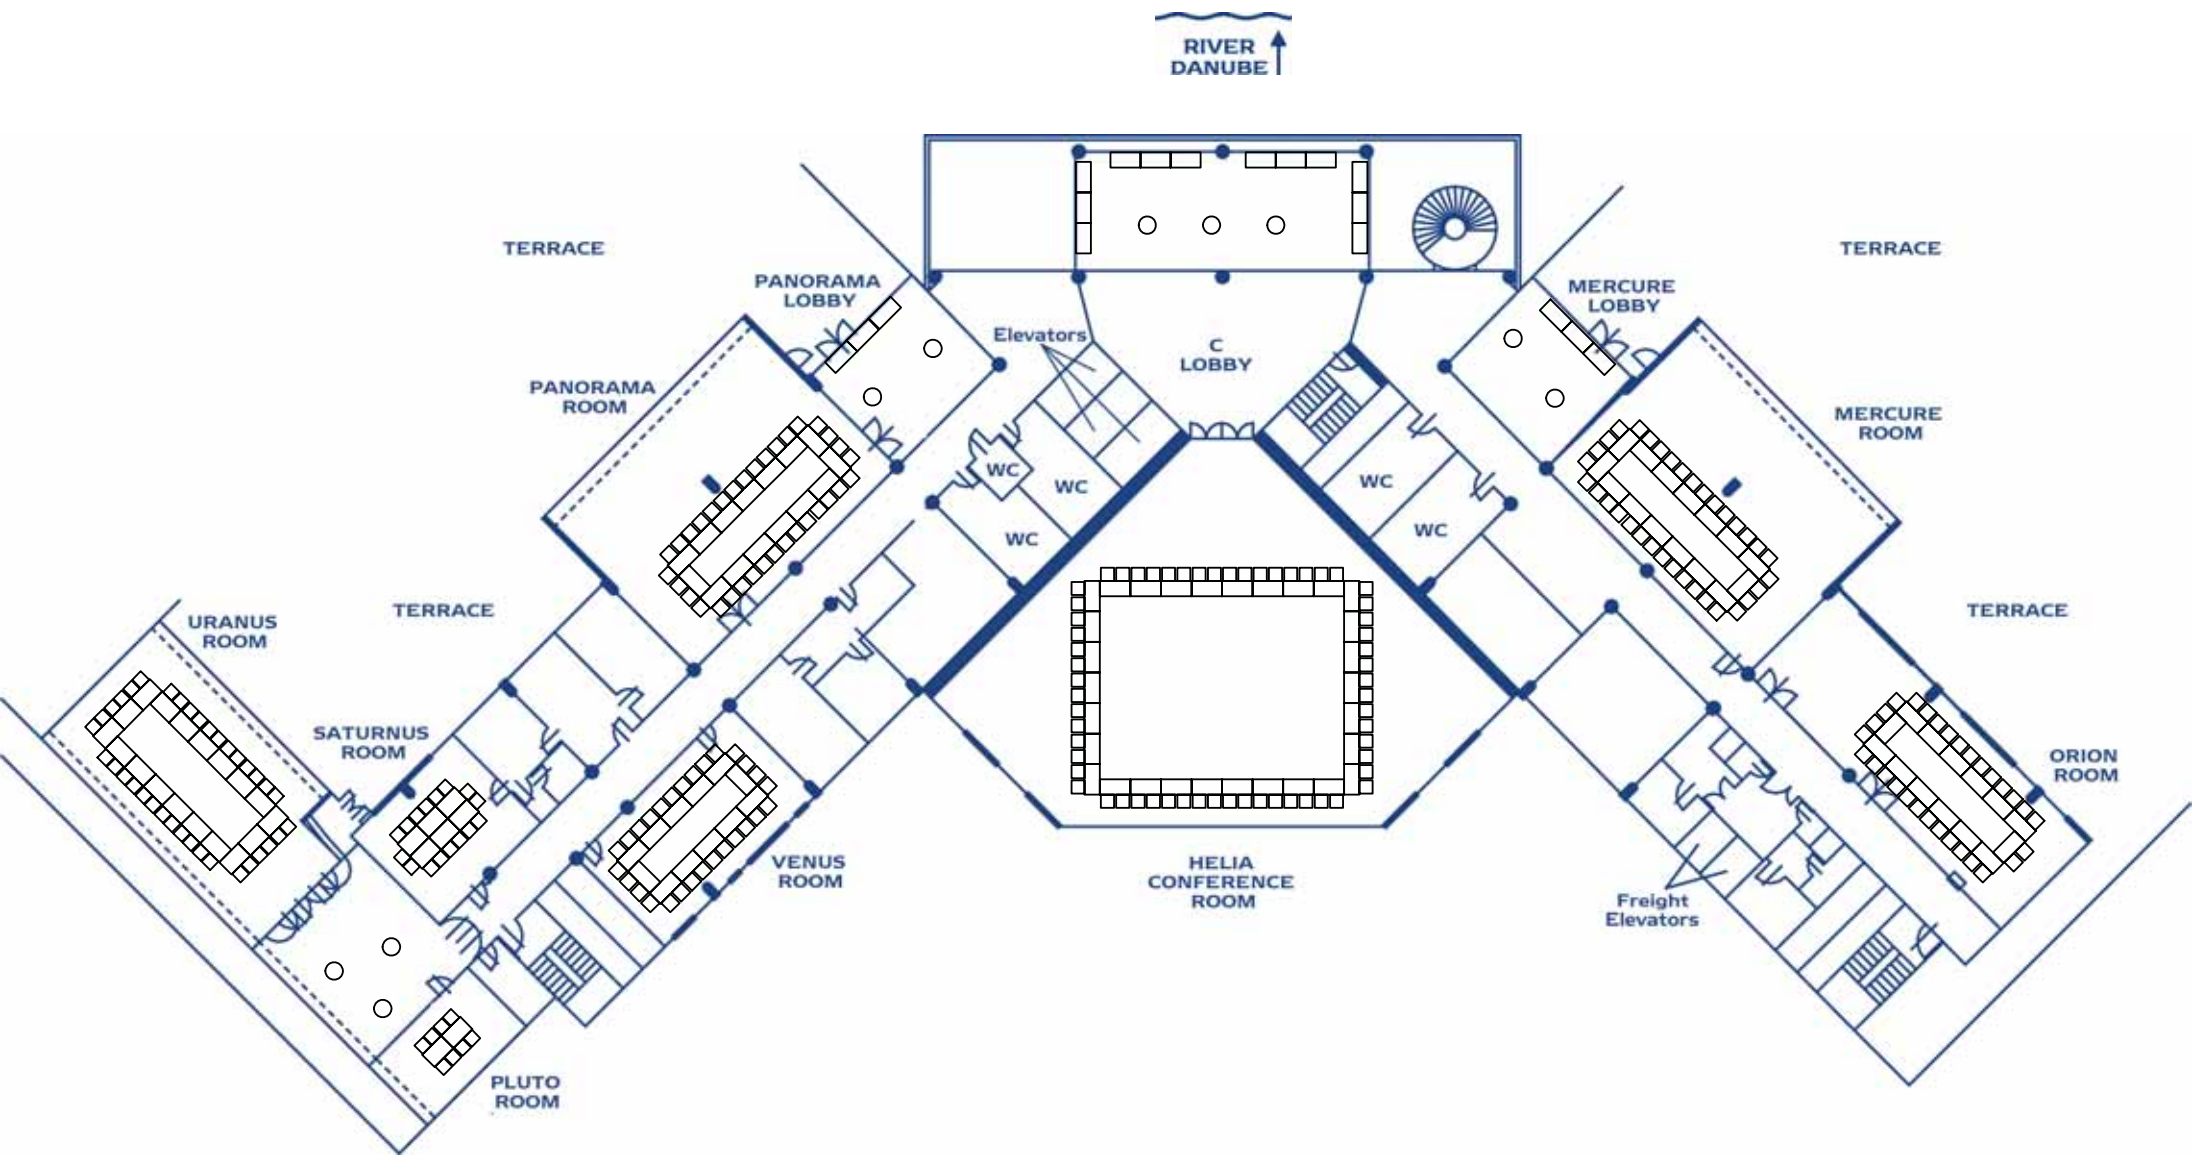 RIVER
DANUBE
TERRACE
TERRACE
PANORAMA
LOBBY
MERCURE
LOBBY
Elevators
C
LOBBY
PANORAMA
ROOM
MERCURE
ROOM
WC
WC
WC
WC
WC
URANUS
ROOM
TERRACE
TERRACE
SATURNUS
ROOM
ORION
ROOM
VENUS
ROOM
HELIA
CONFERENCE
ROOM
Freight
Elevators
PLUTO
ROOM